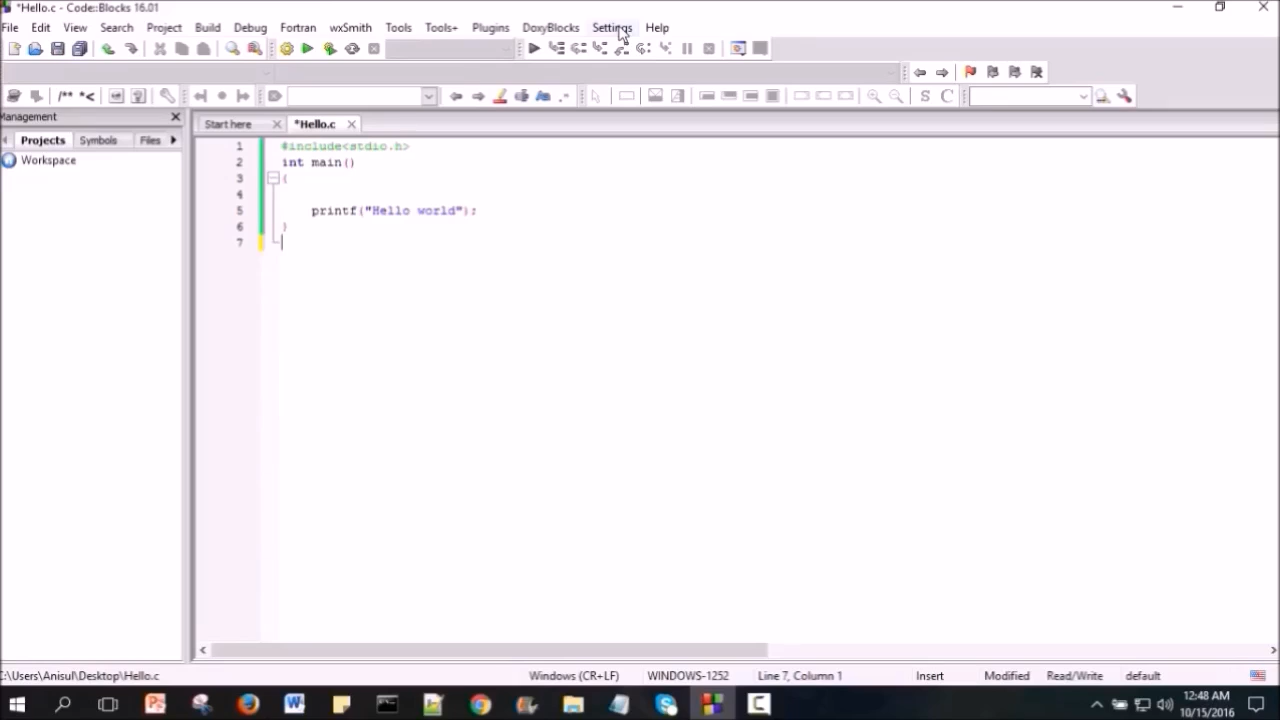 *Hello.c - Code::Blocks 16.01
File Edit View Search Project Build Debug Fortran wxSmith Tools Tools+ Plugins DoxyBlocks Settings Help
/** *<
S C
Management
Start here *Hello.c
Projects Symbols Files
Workspace
1 #include<stdio.h>
2 int main()
3 {
4
5 printf("Hello world");
6 }
7
:\Users\Anisul\Desktop\Hello.c Windows (CR+LF) WINDOWS-1252 Line 7, Column 1 Insert Modified Read/Write default
12:48 AM
10/15/2016